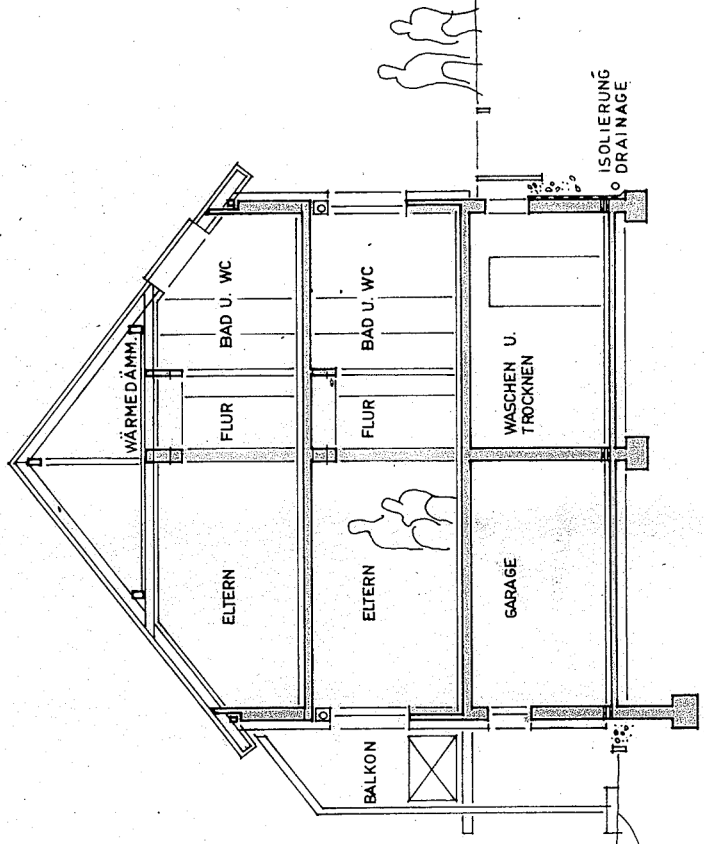 WÄRMEDÄMM.
ELTERN
FLUR
BAD U. WC
BALKON
ELTERN
FLUR
BAD U. WC
GARAGE
WASCHEN U.
TROCKNEN
ISOLIERUNG
DRAINAGE